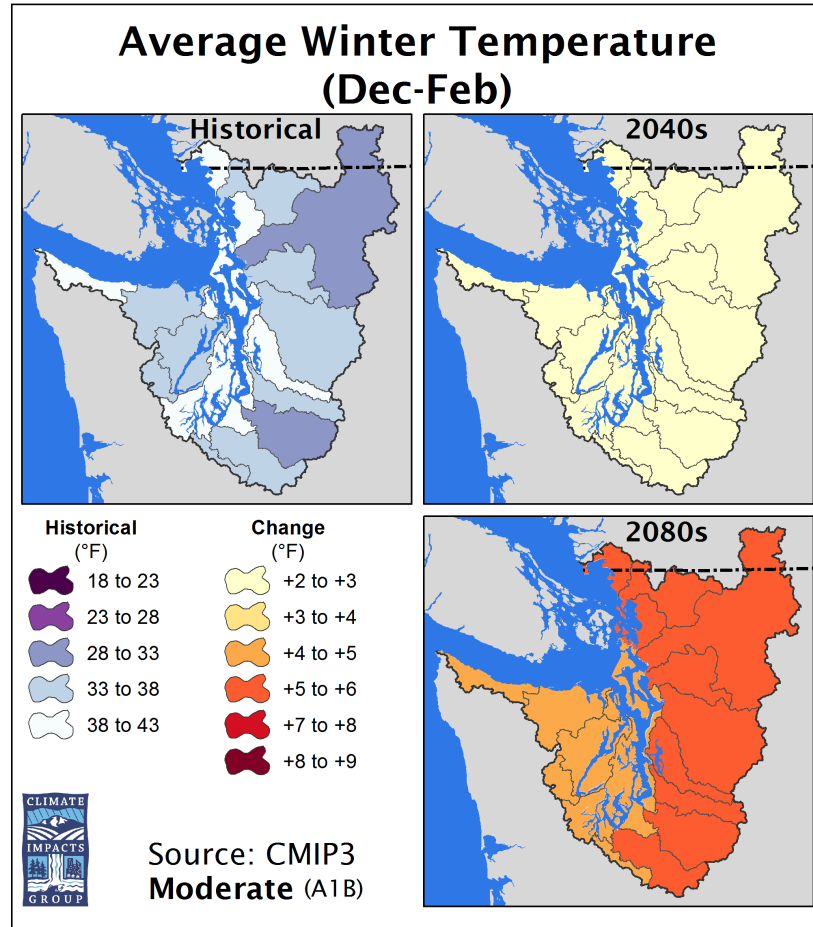 Average Winter Temperature
(Dec-Feb)
Historical
2040s
2080s
Historical
(°F)
18 to 23
23 to 28
28 to 33
33 to 38
38 to 43
Change
(°F)
+2 to +3
+3 to +4
+4 to +5
+5 to +6
+7 to +8
+8 to +9
CLIMATE
IMPACTS
GROUP
Source: CMIP3
Moderate (A1B)